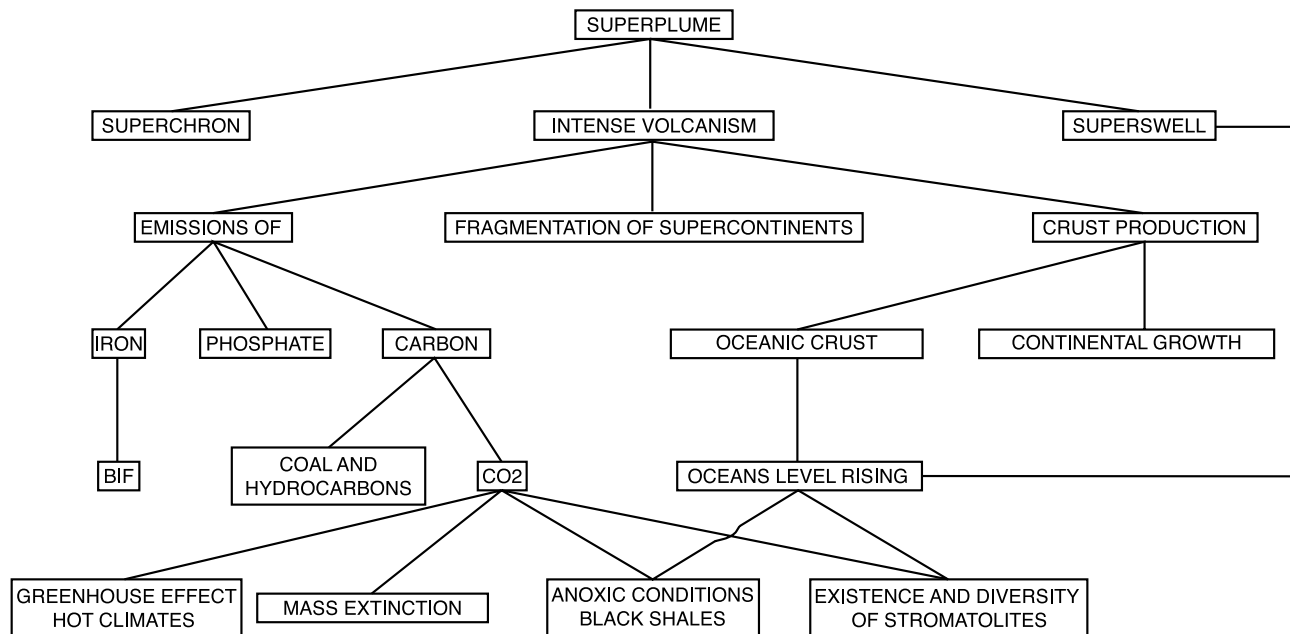 SUPERPLUME
SUPERCHRON
INTENSE VOLCANISM
SUPERSWELL
EMISSIONS OF
FRAGMENTATION OF SUPERCONTINENTS
CRUST PRODUCTION
IRON
PHOSPHATE
CARBON
OCEANIC CRUST
CONTINENTAL GROWTH
BIF
COAL AND
HYDROCARBONS
CO2
OCEANS LEVEL RISING
GREENHOUSE EFFECT
HOT CLIMATES
MASS EXTINCTION
ANOXIC CONDITIONS
BLACK SHALES
EXISTENCE AND DIVERSITY
OF STROMATOLITES